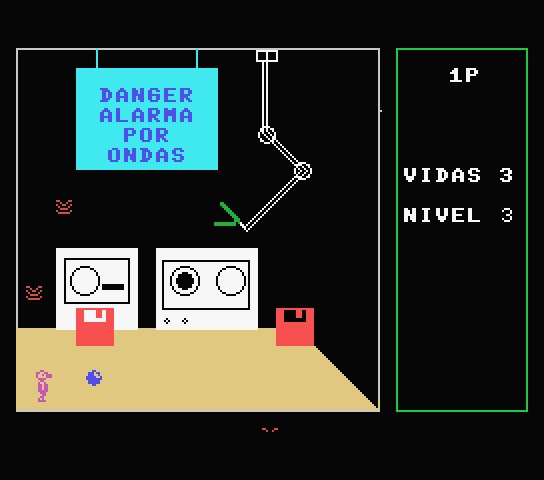 DANGER
ALARMA
POR
ONDAS
1P
VIDAS 3
NIVEL 3